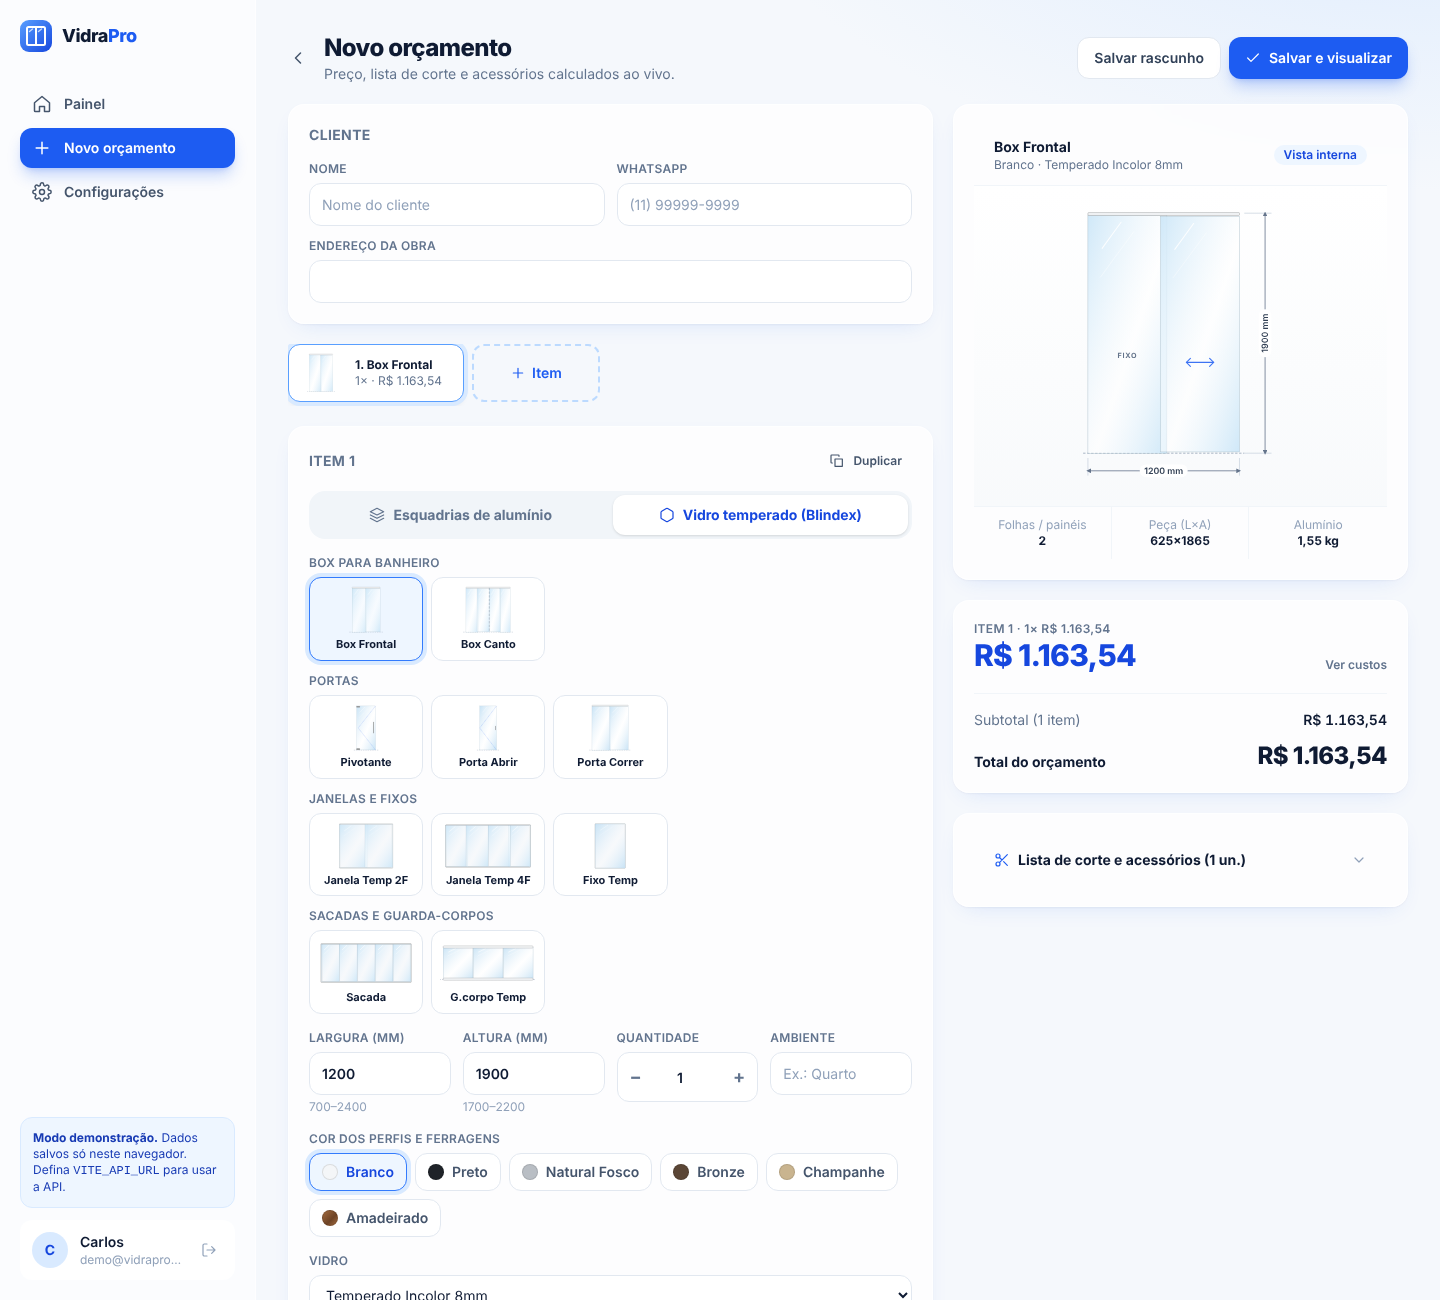 VidraPro
Painel
Novo orçamento
Configurações
Modo demonstração. Dados
salvos só neste navegador.
Defina VITE_API_URL para usar
a API.
C
Carlos
demo@vidrapro...
Novo orçamento
Preço, lista de corte e acessórios calculados ao vivo.
Salvar rascunho
Salvar e visualizar
CLIENTE
NOME
WHATSAPP
Nome do cliente
(11) 99999-9999
ENDEREÇO DA OBRA
1. Box Frontal
1× · R$ 1.163,54
Item
ITEM 1
Duplicar
Esquadrias de alumínio
Vidro temperado (Blindex)
BOX PARA BANHEIRO
Box Frontal
Box Canto
PORTAS
Pivotante
Porta Abrir
Porta Correr
JANELAS E FIXOS
Janela Temp 2F
Janela Temp 4F
Fixo Temp
SACADAS E GUARDA-CORPOS
Sacada
G.corpo Temp
LARGURA (MM)
ALTURA (MM)
QUANTIDADE
AMBIENTE
1200
1900
− 1 +
Ex.: Quarto
700–2400
1700–2200
COR DOS PERFIS E FERRAGENS
Branco
Preto
Natural Fosco
Bronze
Champanhe
Amadeirado
VIDRO
Temperado Incolor 8mm
Box Frontal
Branco · Temperado Incolor 8mm
Vista interna
FIXO
1900 mm
1200 mm
Folhas / painéis
2
Peça (L×A)
625×1865
Alumínio
1,55 kg
ITEM 1 · 1× R$ 1.163,54
R$ 1.163,54
Ver custos
Subtotal (1 item)
R$ 1.163,54
Total do orçamento
R$ 1.163,54
Lista de corte e acessórios (1 un.)